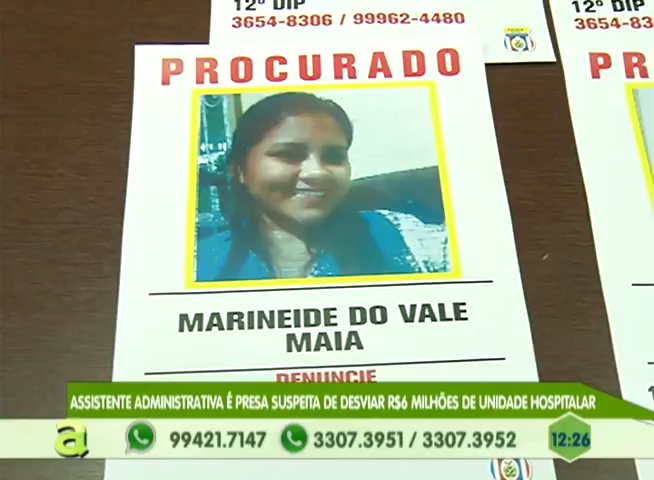 12º DIP
3654-8306 / 99962-4480
12º DIP
3654-83
PROCURADO
PR
MARINEIDE DO VALE
MAIA
DENUNCIE
ASSISTENTE ADMINISTRATIVA É PRESA SUSPEITA DE DESVIAR R$6 MILHÕES DE UNIDADE HOSPITALAR
a 99421.7147 3307.3951 / 3307.3952 12:26